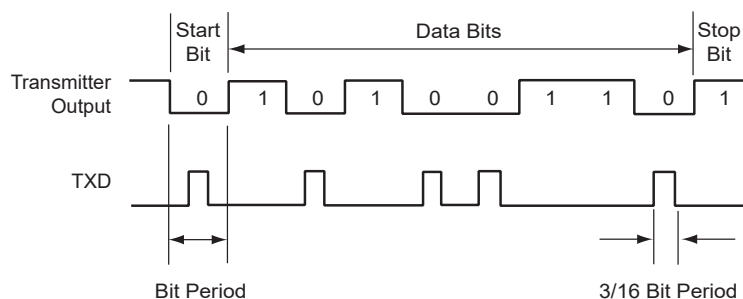 Start
Bit
Data Bits
Stop
Bit
Transmitter
Output
0 1 0 1 0 0 1 1 0 1
TXD
Bit Period
3/16 Bit Period